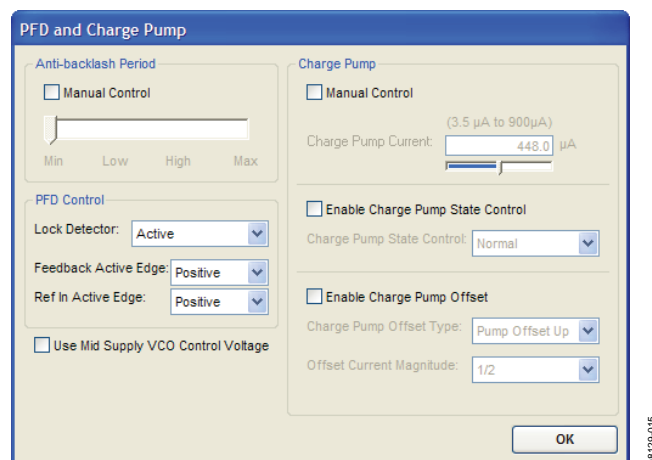 PFD and Charge Pump
Anti-backlash Period
Manual Control
Min Low High Max
PFD Control
Lock Detector: Active
Feedback Active Edge: Positive
Ref In Active Edge: Positive
Use Mid Supply VCO Control Voltage
Charge Pump
Manual Control
(3.5 µA to 900µA)
Charge Pump Current: 448.0 µA
Enable Charge Pump State Control
Charge Pump State Control: Normal
Enable Charge Pump Offset
Charge Pump Offset Type: Pump Offset Up
Offset Current Magnitude: 1/2
OK